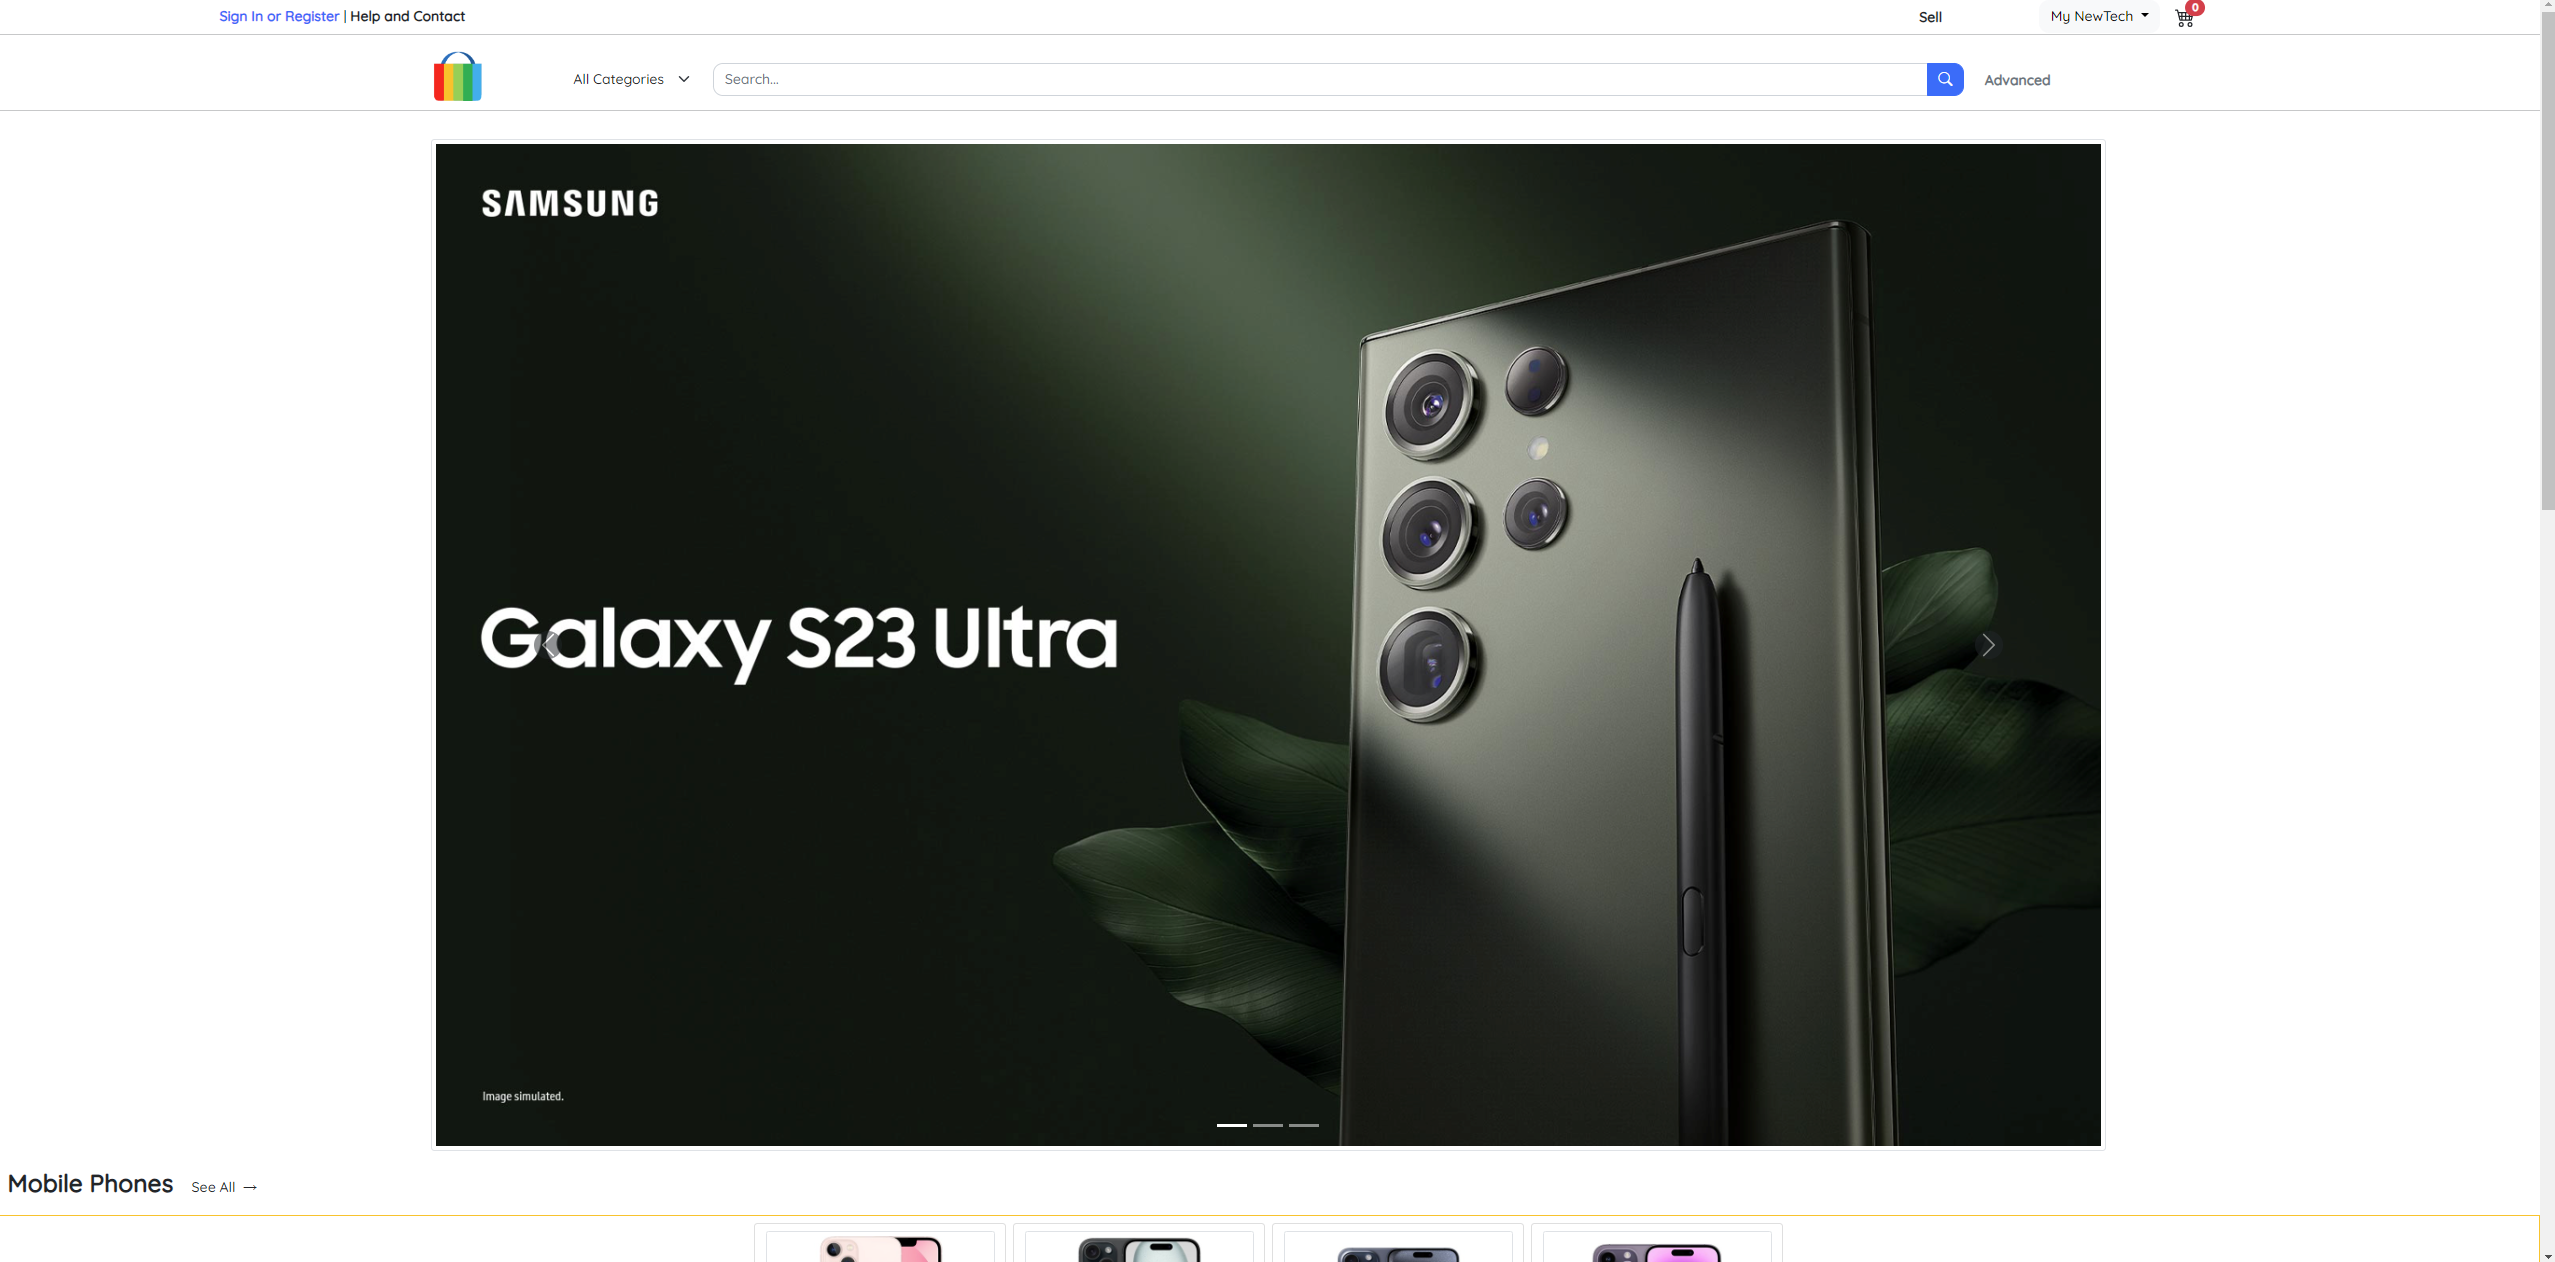 Sign In or Register | Help and Contact
Sell
My NewTech
0
All Categories
Search...
Advanced
SAMSUNG
Galaxy S23 Ultra
Image simulated.
Mobile Phones
See All →